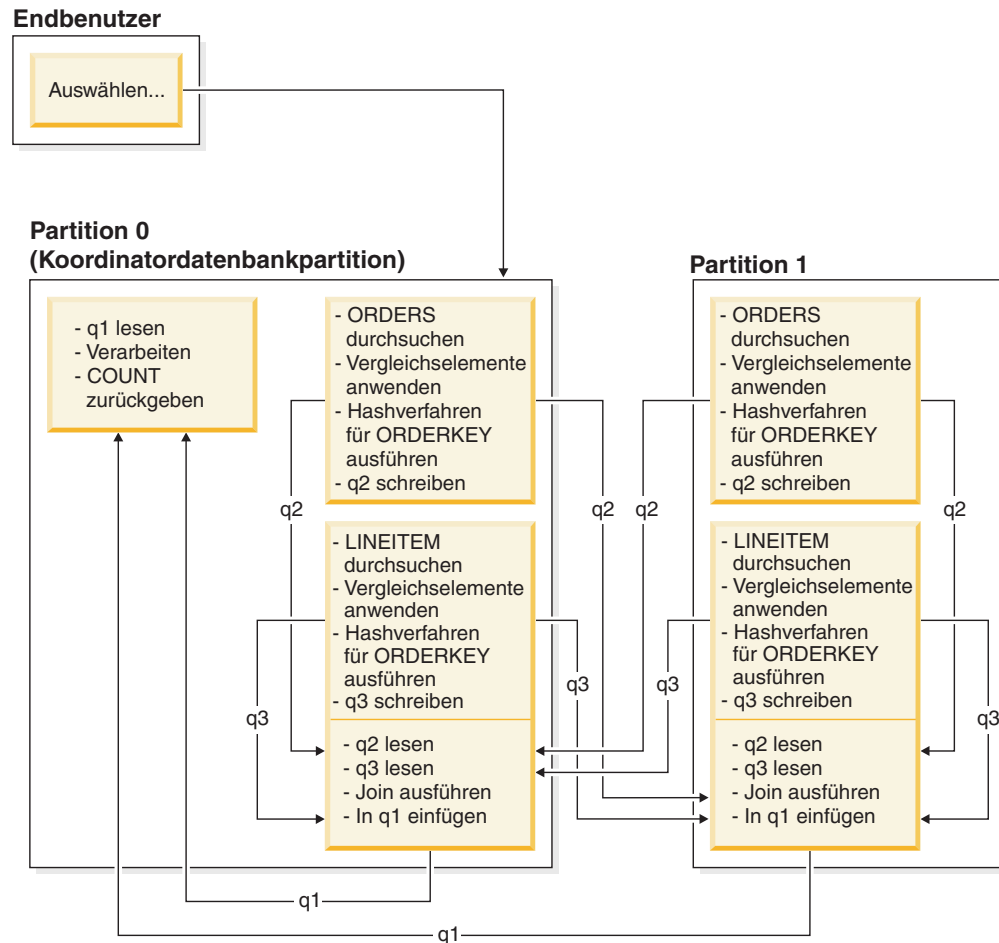 Endbenutzer
Auswählen...
Partition 0
(Koordinatordatenbankpartition)
- q1 lesen
- Verarbeiten
- COUNT
zurückgeben
- ORDERS
durchsuchen
- Vergleichselemente
anwenden
- Hashverfahren
für ORDERKEY
ausführen
- q2 schreiben
q2
q2
- LINEITEM
durchsuchen
- Vergleichselemente
anwenden
- Hashverfahren
für ORDERKEY
ausführen
- q3 schreiben
q3
q3
- q2 lesen
- q3 lesen
- Join ausführen
- In q1 einfügen
Partition 1
- ORDERS
durchsuchen
- Vergleichselemente
anwenden
- Hashverfahren
für ORDERKEY
ausführen
- q2 schreiben
q2
q2
- LINEITEM
durchsuchen
- Vergleichselemente
anwenden
- Hashverfahren
für ORDERKEY
ausführen
- q3 schreiben
q3
q3
- q2 lesen
- q3 lesen
- Join ausführen
- In q1 einfügen
q1
q1